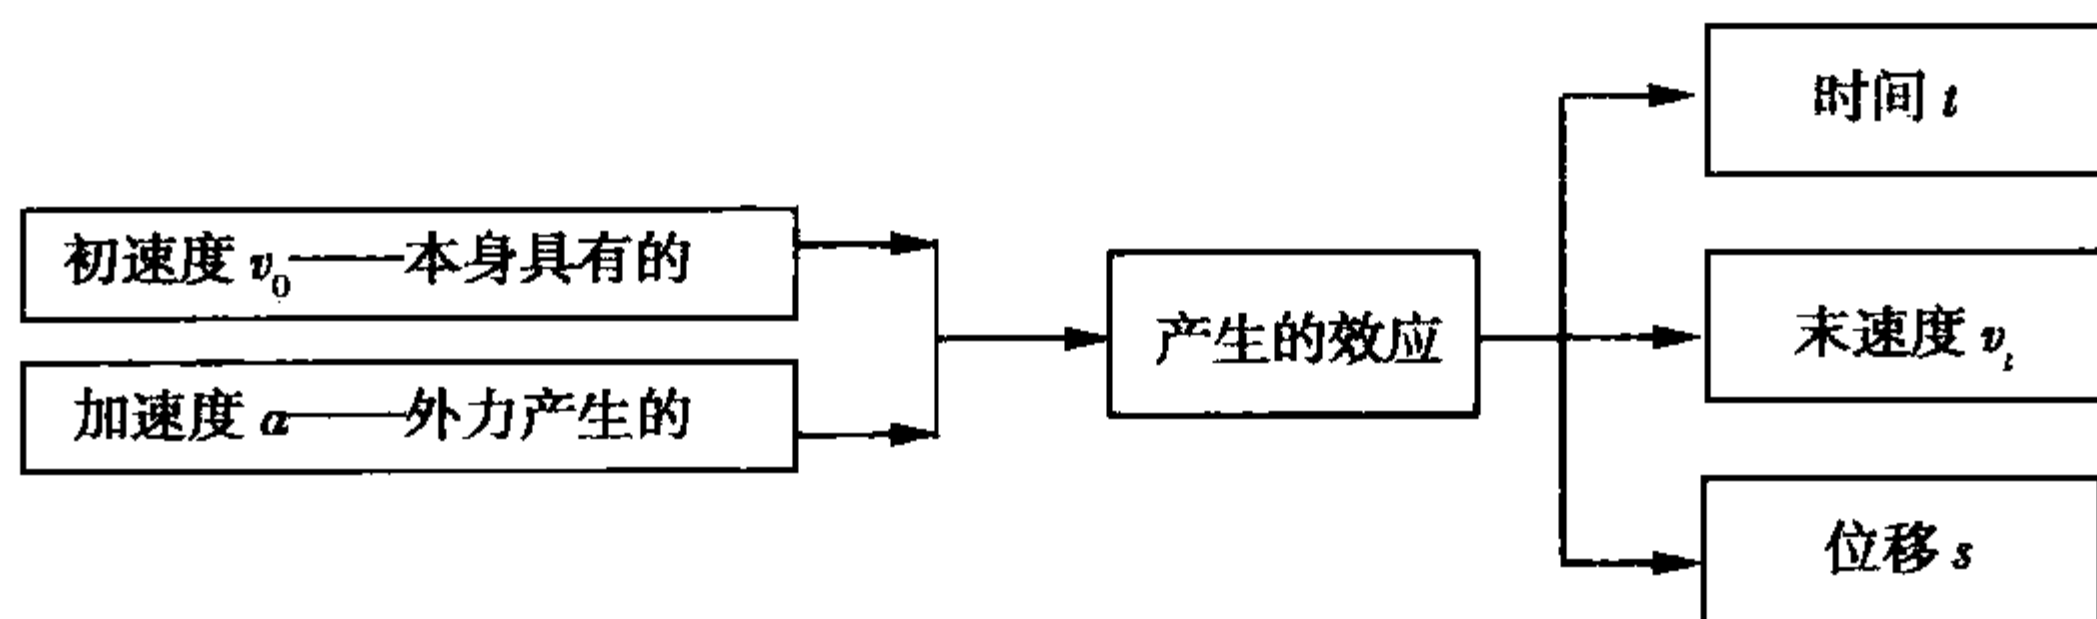 时间 t
初速度 v₀——本身具有的
产生的效应
末速度 vₜ
加速度 a——外力产生的
位移 s